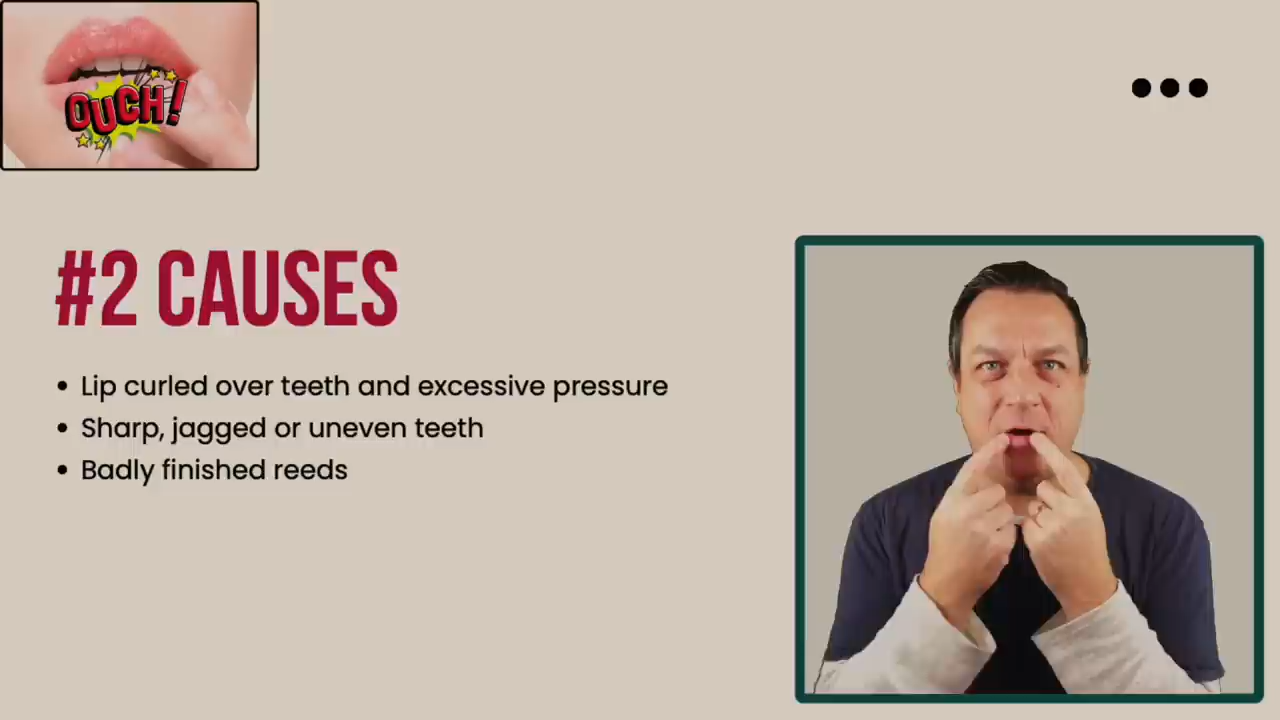 OUCH!
#2 CAUSES
Lip curled over teeth and excessive pressure
Sharp, jagged or uneven teeth
Badly finished reeds